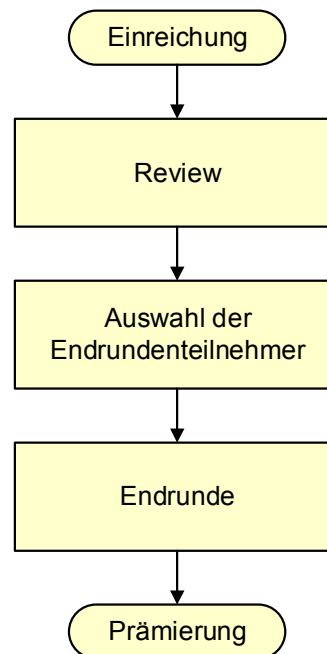 Einreichung
Review
Auswahl der
Endrundenteilnehmer
Endrunde
Prämierung